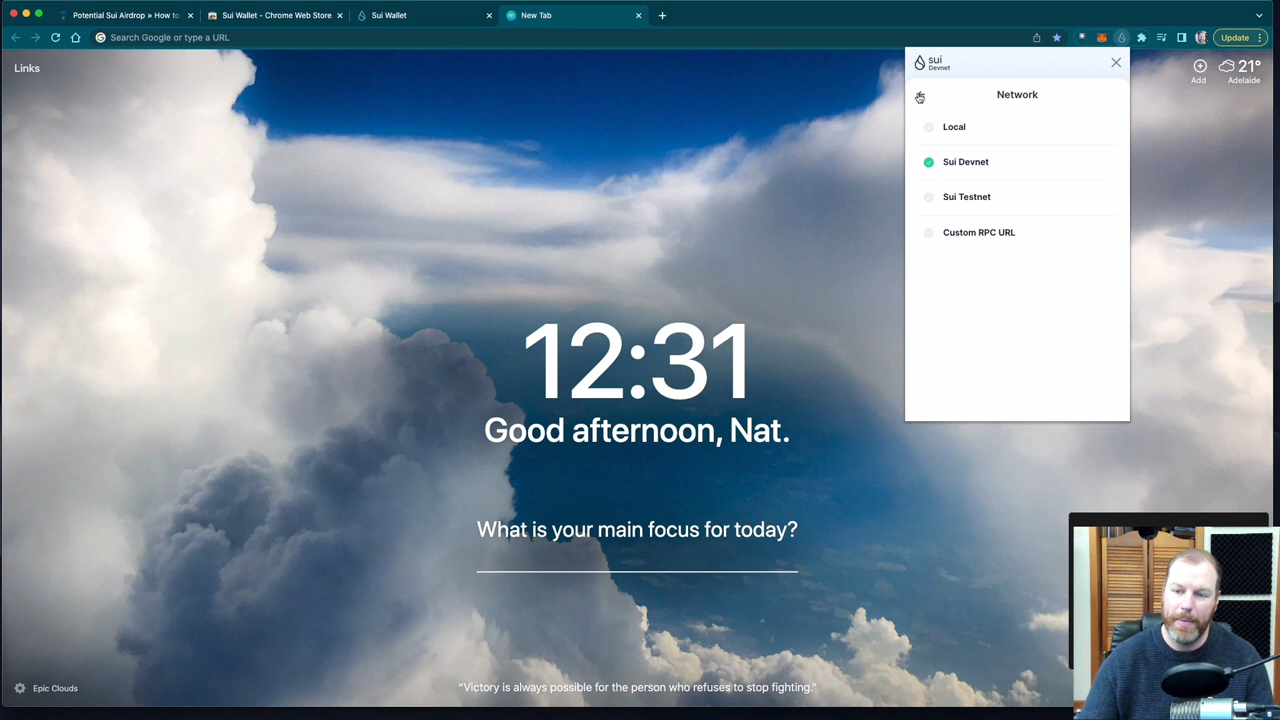 Potential Sui Airdrop » How to
Sui Wallet - Chrome Web Store
Sui Wallet
New Tab
Search Google or type a URL
Update
Links
sui
Devnet
Add
21°
Adelaide
Network
Local
Sui Devnet
Sui Testnet
Custom RPC URL
12:31
Good afternoon, Nat.
What is your main focus for today?
Epic Clouds
“Victory is always possible for the person who refuses to stop fighting.”